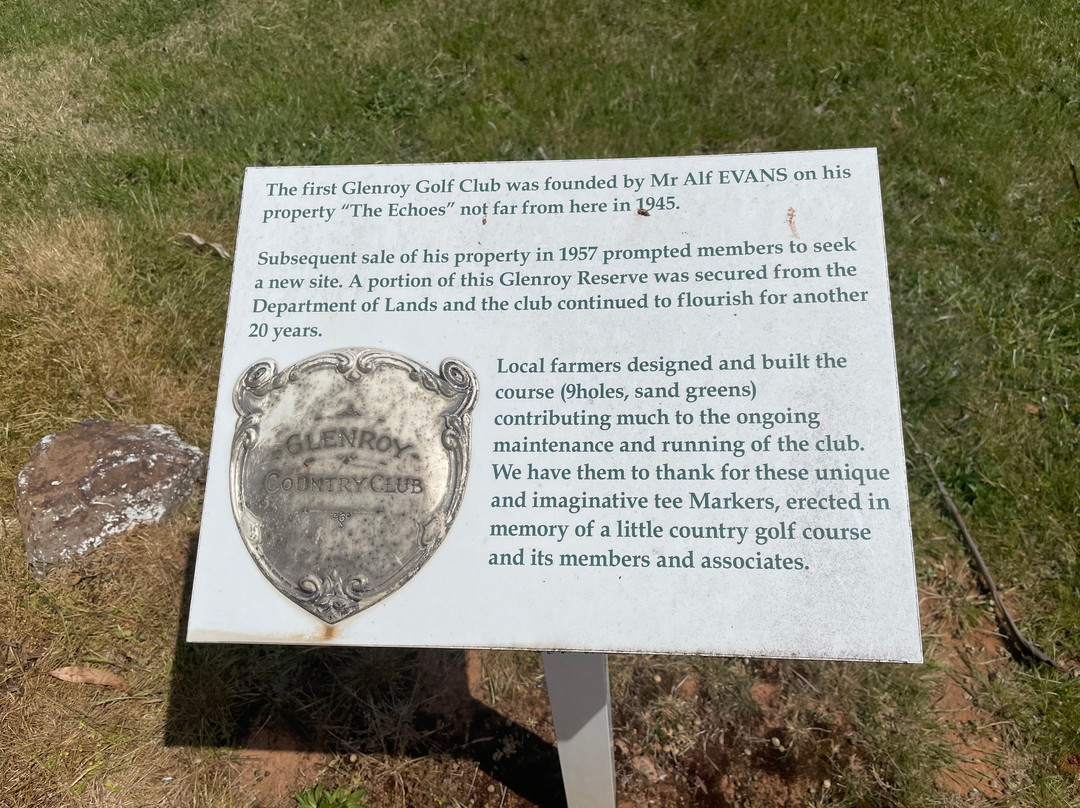 The first Glenroy Golf Club was founded by Mr Alf EVANS on his
property “The Echoes” not far from here in 1945.
Subsequent sale of his property in 1957 prompted members to seek
a new site. A portion of this Glenroy Reserve was secured from the
Department of Lands and the club continued to flourish for another
20 years.
GLENROY
COUNTRY CLUB
Local farmers designed and built the
course (9holes, sand greens)
contributing much to the ongoing
maintenance and running of the club.
We have them to thank for these unique
and imaginative tee Markers, erected in
memory of a little country golf course
and its members and associates.